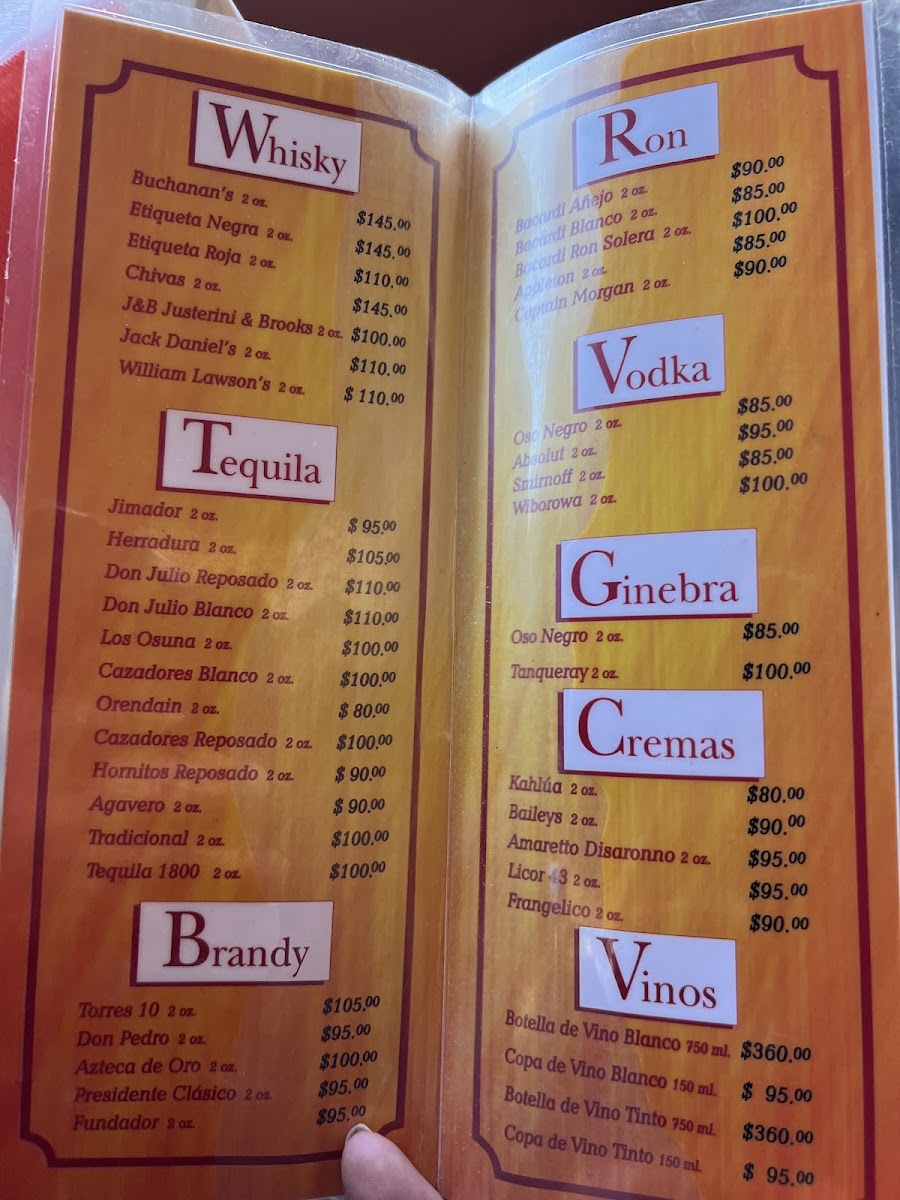 Whisky
Buchanan's 2 oz. $145.00
Etiqueta Negra 2 oz. $145.00
Etiqueta Roja 2 oz. $110.00
Chivas 2 oz. $145.00
J&B Justerini & Brooks 2 oz. $100.00
Jack Daniel's 2 oz. $110.00
William Lawson's 2 oz. $ 110.00
Tequila
Jimador 2 oz. $ 95.00
Herradura 2 oz. $105.00
Don Julio Reposado 2 oz. $110.00
Don Julio Blanco 2 oz. $110.00
Los Osuna 2 oz. $100.00
Cazadores Blanco 2 oz. $100.00
Orendain 2 oz. $ 80.00
Cazadores Reposado 2 oz. $100.00
Hornitos Reposado 2 oz. $ 90.00
Agavero 2 oz. $ 90.00
Tradicional 2 oz. $100.00
Tequila 1800 2 oz. $100.00
Brandy
Torres 10 2 oz. $105.00
Don Pedro 2 oz. $95.00
Azteca de Oro 2 oz. $100.00
Presidente Clásico 2 oz. $95.00
Fundador 2 oz. $95.00
Ron
Bacardi Añejo 2 oz. $90.00
Bacardi Blanco 2 oz. $85.00
Bacardi Ron Solera 2 oz. $100.00
Appleton 2 oz. $85.00
Captain Morgan 2 oz. $90.00
Vodka
Oso Negro 2 oz. $85.00
Absolut 2 oz. $95.00
Smirnoff 2 oz. $85.00
Wiborowa 2 oz. $100.00
Ginebra
Oso Negro 2 oz. $85.00
Tanqueray 2 oz. $100.00
Cremas
Kahlúa 2 oz. $80.00
Baileys 2 oz. $90.00
Amaretto Disaronno 2 oz. $95.00
Licor 43 2 oz. $95.00
Frangelico 2 oz. $90.00
Vinos
Botella de Vino Blanco 750 ml. $360.00
Copa de Vino Blanco 150 ml. $ 95.00
Botella de Vino Tinto 750 ml. $360.00
Copa de Vino Tinto 150 ml. $ 95.00